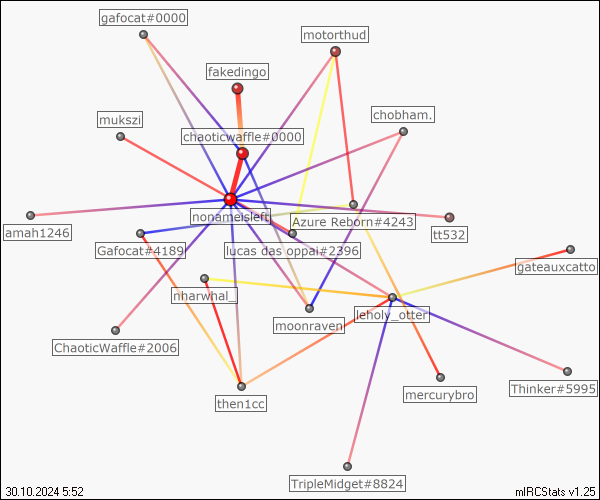 gafocat#0000
motorthud
fakedingo
chobham.
mukszi
chaoticwaffle#0000
nonameisleft
Azure Reborn#4243
amah1246
tt532
Gafocat#4189
lucas das oppai#2396
gateauxcatto
nharwhal_
leholy_otter
moonraven
ChaoticWaffle#2006
mercurybro
Thinker#5995
then1cc
TripleMidget#8824
30.10.2024 5:52
mIRCStats v1.25